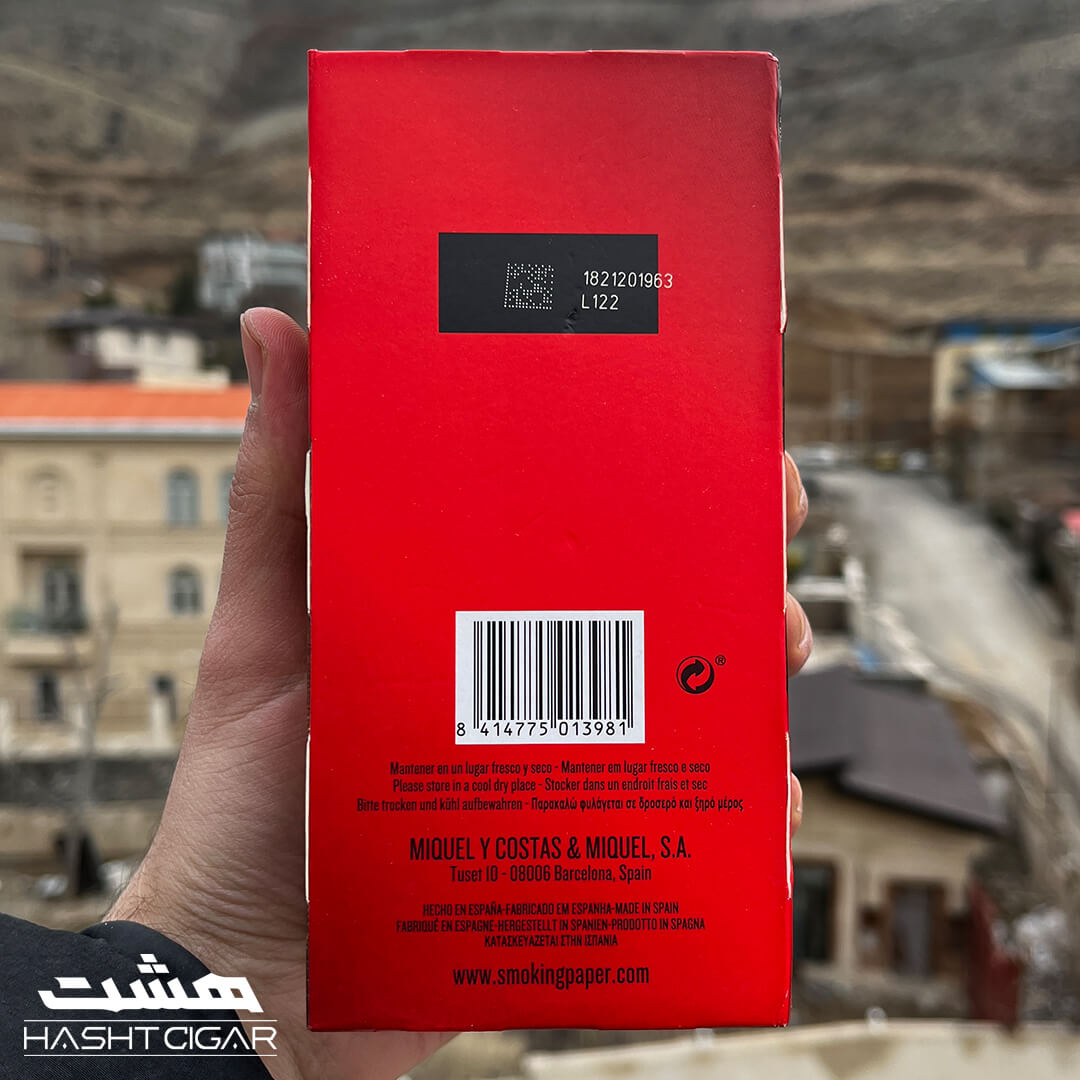 1821201963
L122
8 414775 013981
Mantener en un lugar fresco y seco - Mantener em lugar fresco e seco
Please store in a cool dry place - Stocker dans un endroit frais et sec
Bitte trocken und kühl aufbewahren - Παρακαλώ φυλάγεται σε δροσερό και ξηρό μέρος
MIQUEL Y COSTAS & MIQUEL, S.A.
Tuset 10 - 08006 Barcelona, Spain
HECHO EN ESPAÑA-FABRICADO EM ESPANHA-MADE IN SPAIN
FABRIQUÉ EN ESPAGNE-HERGESTELLT IN SPANIEN-PRODOTTO IN SPAGNA
ΚΑΤΑΣΚΕΥΑΖΕΤΑΙ ΣΤΗΝ ΙΣΠΑΝΙΑ
www.smokingpaper.com
هشت
HASHT CIGAR